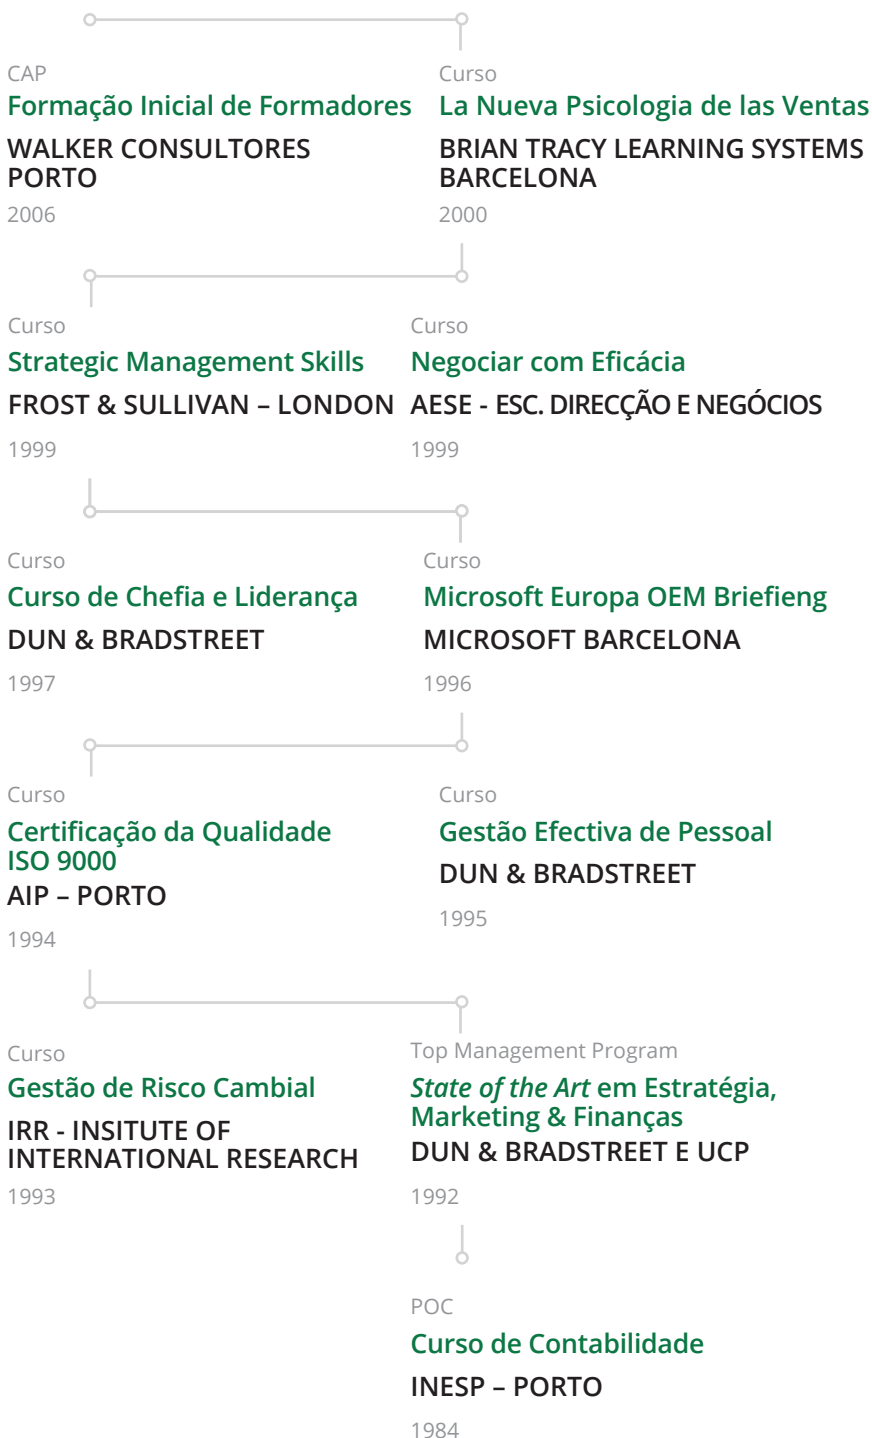 CAP
Formação Inicial de Formadores
WALKER CONSULTORES
PORTO
2006
Curso
La Nueva Psicologia de las Ventas
BRIAN TRACY LEARNING SYSTEMS
BARCELONA
2000
Curso
Strategic Management Skills
FROST & SULLIVAN – LONDON
1999
Curso
Negociar com Eficácia
AESE - ESC. DIRECÇÃO E NEGÓCIOS
1999
Curso
Curso de Chefia e Liderança
DUN & BRADSTREET
1997
Curso
Microsoft Europa OEM Briefieng
MICROSOFT BARCELONA
1996
Curso
Certificação da Qualidade
ISO 9000
AIP – PORTO
1994
Curso
Gestão Efectiva de Pessoal
DUN & BRADSTREET
1995
Curso
Gestão de Risco Cambial
IRR - INSITUTE OF
INTERNATIONAL RESEARCH
1993
Top Management Program
State of the Art em Estratégia,
Marketing & Finanças
DUN & BRADSTREET E UCP
1992
POC
Curso de Contabilidade
INESP – PORTO
1984